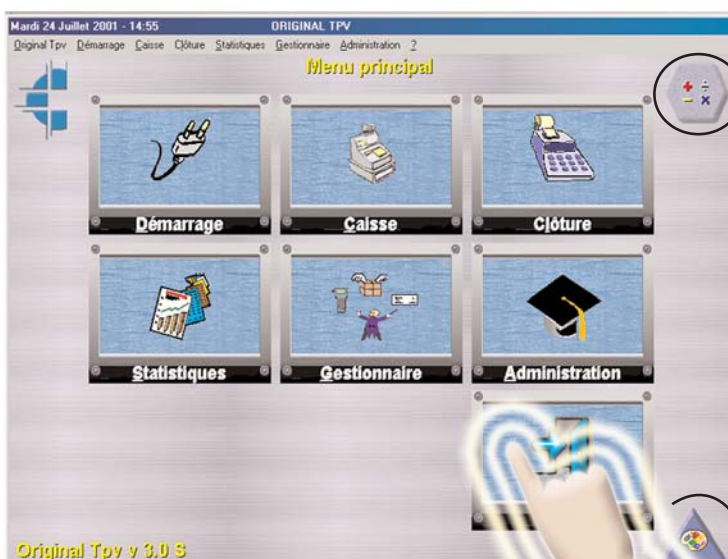 Mardi 24 Juillet 2001 - 14:55 ORIGINAL TPV
Original Tpv Démarrage Caisse Clôture Statistiques Gestionnaire Administration ?
Menu principal
Démarrage Caisse Clôture
Statistiques Gestionnaire Administration
Original Tpv v 3.0 S